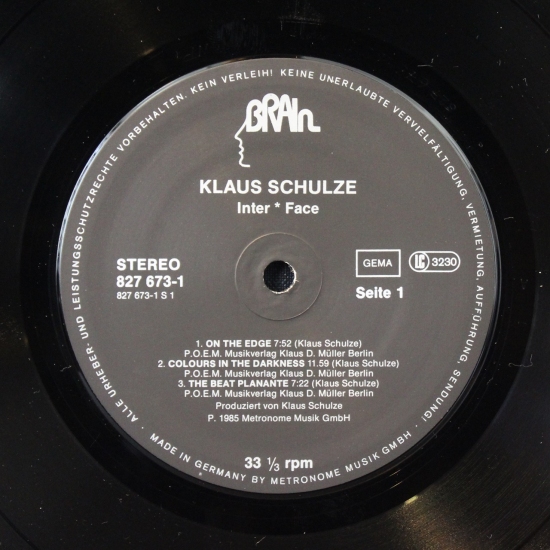 ALLE URHEBER- UND LEISTUNGSSCHUTZRECHTE VORBEHALTEN. KEIN VERLEIH! KEINE UNERLAUBTE VERVIELFÄLTIGUNG, VERMIETUNG, AUFFÜHRUNG, SENDUNG!
BRAIN
KLAUS SCHULZE
Inter * Face
STEREO
827 673-1
827 673-1 S 1
GEMA
LC 3230
Seite 1
1. ON THE EDGE 7:52 (Klaus Schulze)
P.O.E.M. Musikverlag Klaus D. Müller Berlin
2. COLOURS IN THE DARKNESS 11.59 (Klaus Schulze)
P.O.E.M. Musikverlag Klaus D. Müller Berlin
3. THE BEAT PLANANTE 7:22 (Klaus Schulze)
P.O.E.M. Musikverlag Klaus D. Müller Berlin
Produziert von Klaus Schulze
P. 1985 Metronome Musik GmbH
33 ⅓ rpm
· MADE IN GERMANY BY METRONOME MUSIK GMBH ·